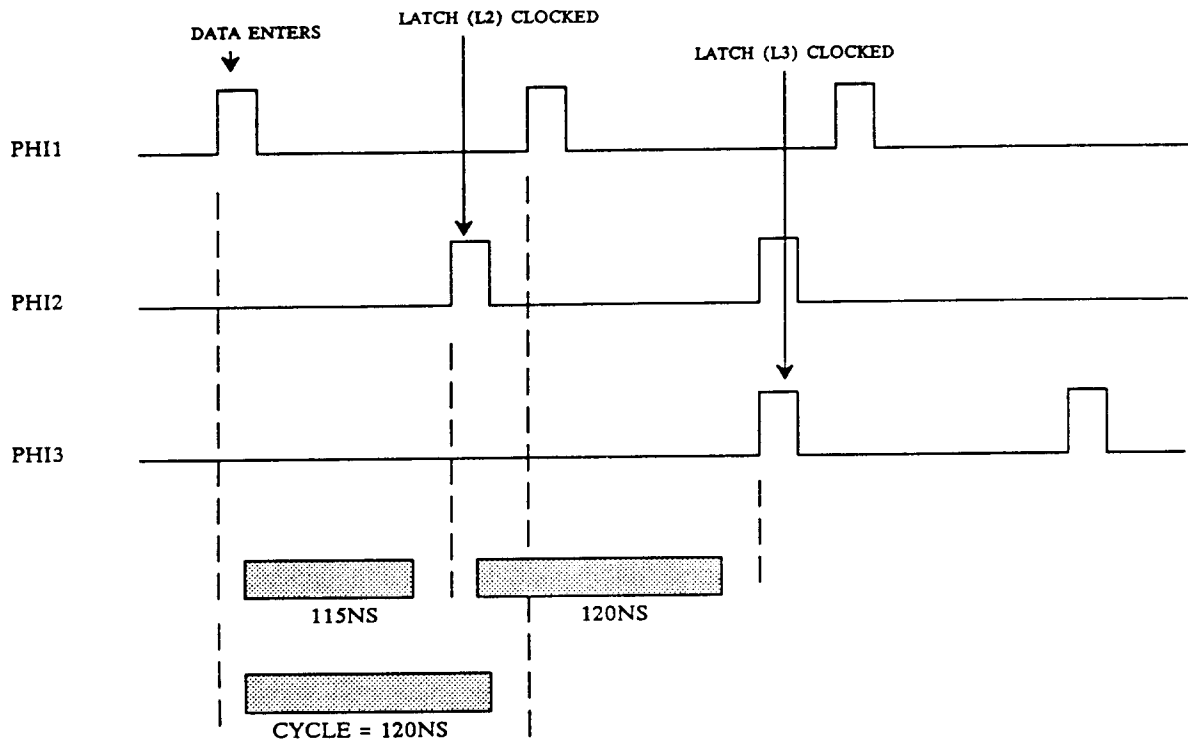 LATCH (L2) CLOCKED
DATA ENTERS
LATCH (L3) CLOCKED
PHI1
PHI2
PHI3
115NS
120NS
CYCLE = 120NS